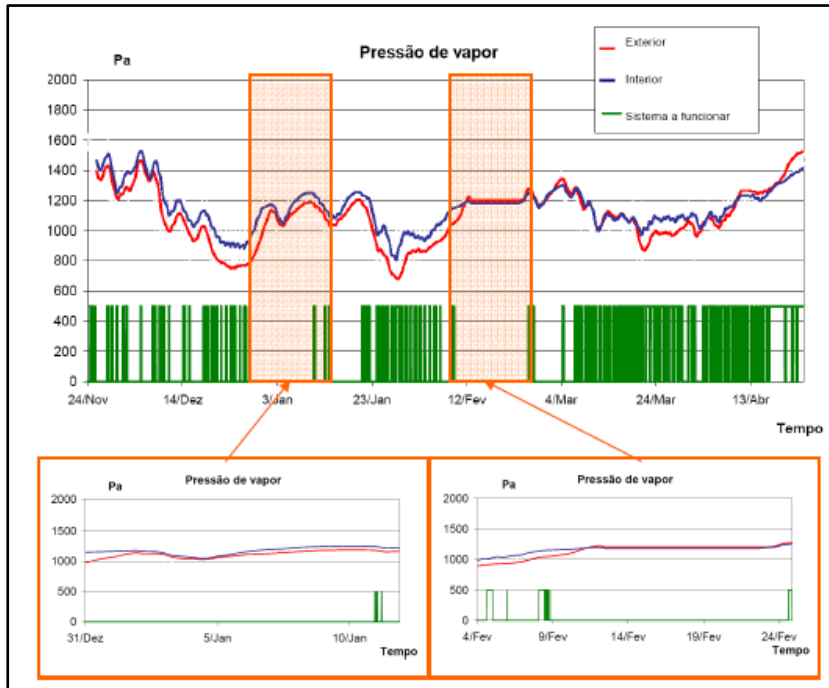 Pressão de vapor
Pa
Exterior
Interior
Sistema a funcionar
2000
1800
1600
1400
1200
1000
800
600
400
200
0
24/Nov 14/Dez 3/Jan 23/Jan 12/Fev 4/Mar 24/Mar 13/Abr
Tempo
Pa Pressão de vapor
2000
1500
1000
500
0
31/Dez 5/Jan 10/Jan
Tempo
Pa Pressão de vapor
2000
1500
1000
500
0
4/Fev 9/Fev 14/Fev 19/Fev 24/Fev
Tempo